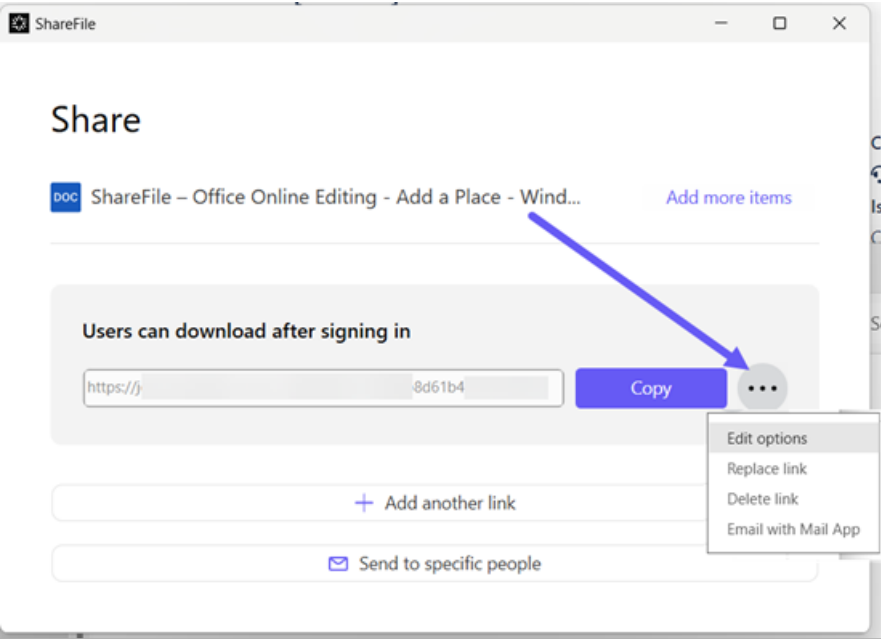 ShareFile
Share
DOC ShareFile – Office Online Editing - Add a Place - Wind... Add more items
Users can download after signing in
https://j 8d61b4 Copy
Edit options
Replace link
Delete link
Email with Mail App
Add another link
Send to specific people